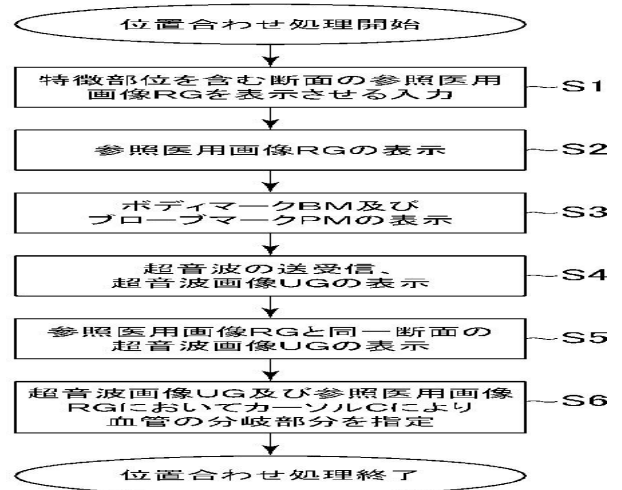 位置合わせ処理開始
特徴部位を含む断面の参照医用
画像RGを表示させる入力
S1
参照医用画像RGの表示
S2
ボディマークBM及び
プローブマークPMの表示
S3
超音波の送受信、
超音波画像UGの表示
S4
参照医用画像RGと同一断面の
超音波画像UGの表示
S5
超音波画像UG及び参照医用画像
RGにおいてカーソルCにより
血管の分岐部分を指定
S6
位置合わせ処理終了